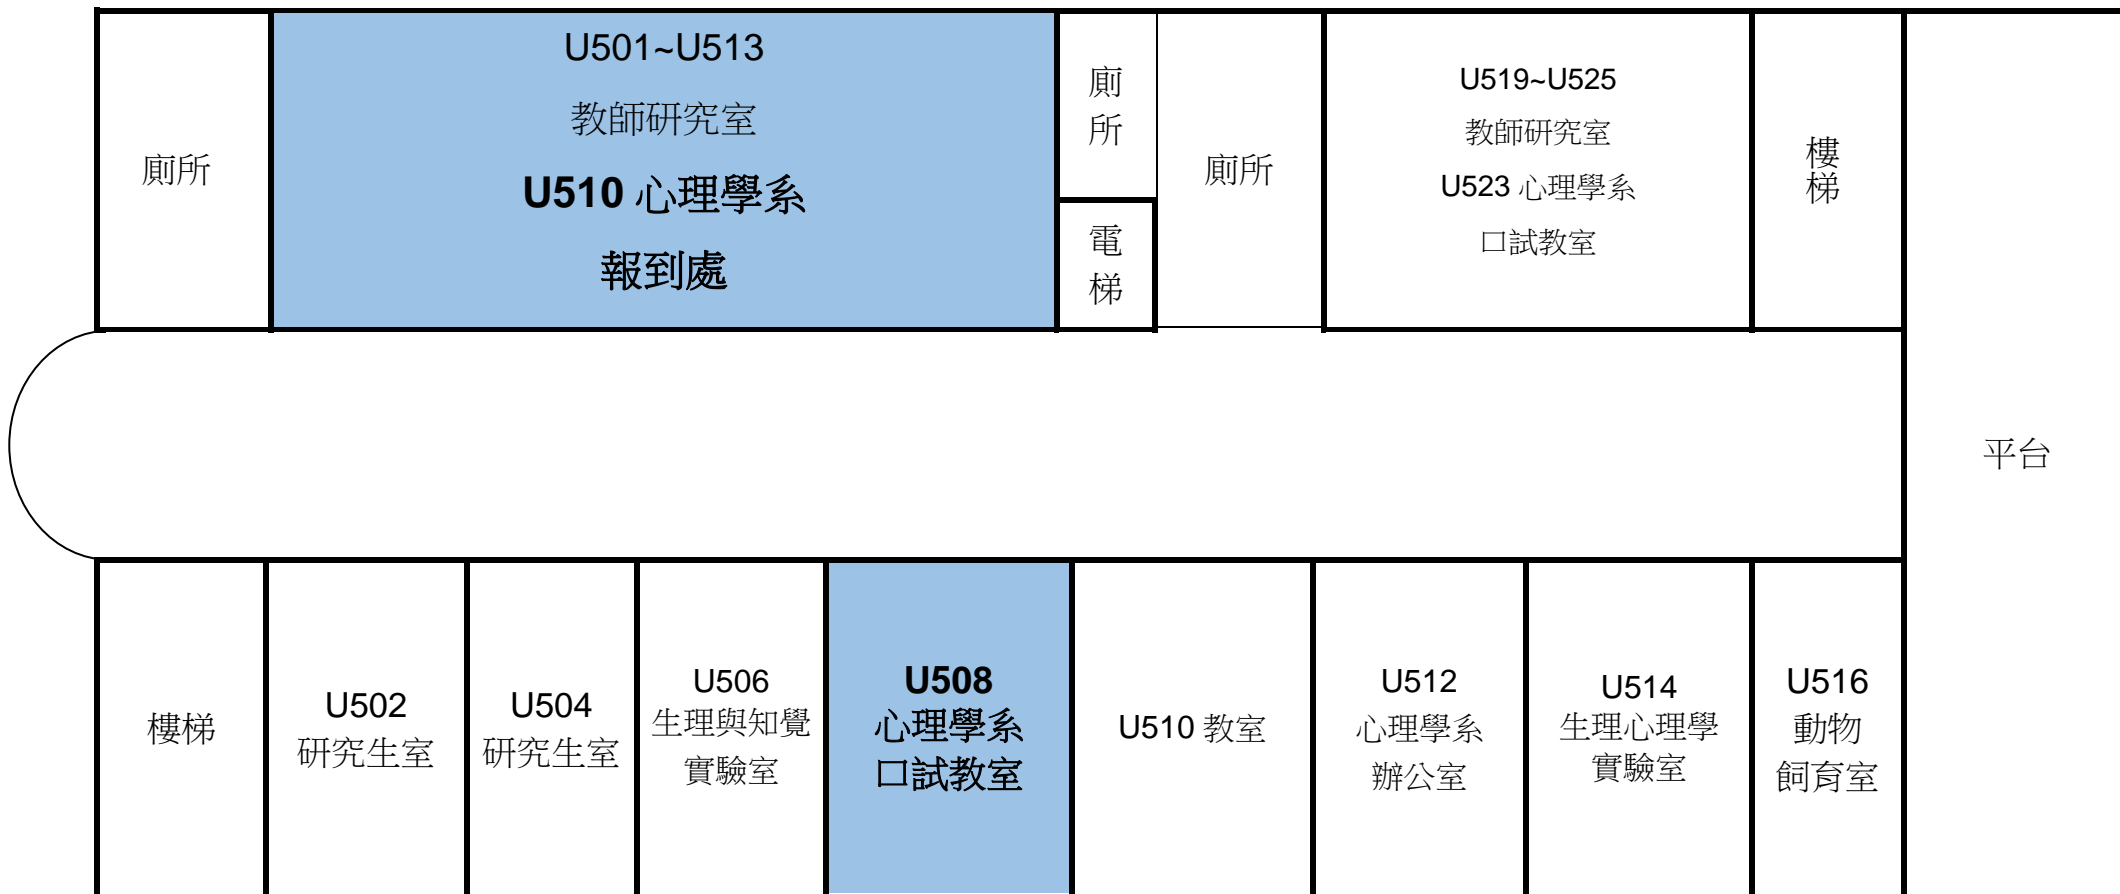 廁所
U501~U513
教師研究室
U510 心理學系
報到處
廁
所
電
梯
廁所
U519~U525
教師研究室
U523 心理學系
口試教室
樓
梯
平台
樓梯
U502
研究生室
U504
研究生室
U506
生理與知覺
實驗室
U508
心理學系
口試教室
U510 教室
U512
心理學系
辦公室
U514
生理心理學
實驗室
U516
動物
飼育室